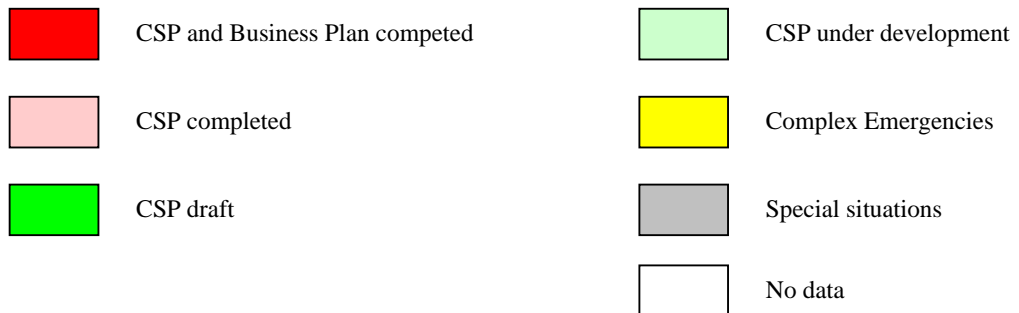 CSP and Business Plan competed
CSP completed
CSP draft
CSP under development
Complex Emergencies
Special situations
No data